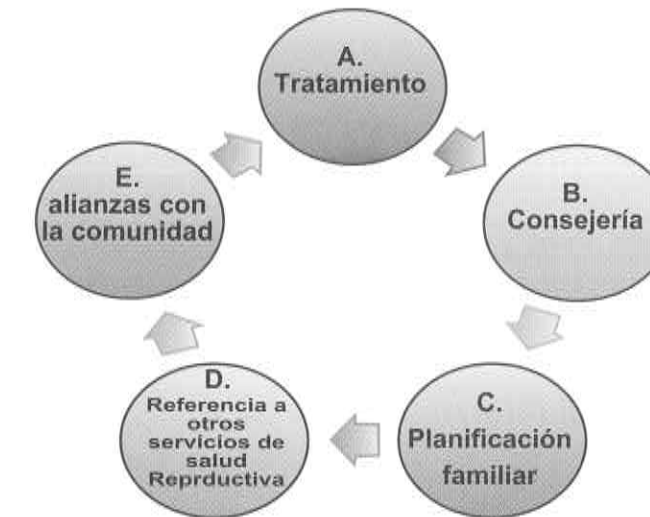 A.
Tratamiento
B.
Consejería
C.
Planificación
familiar
D.
Referencia a
otros
servicios de
salud
Reprductiva
E.
alianzas con
la comunidad